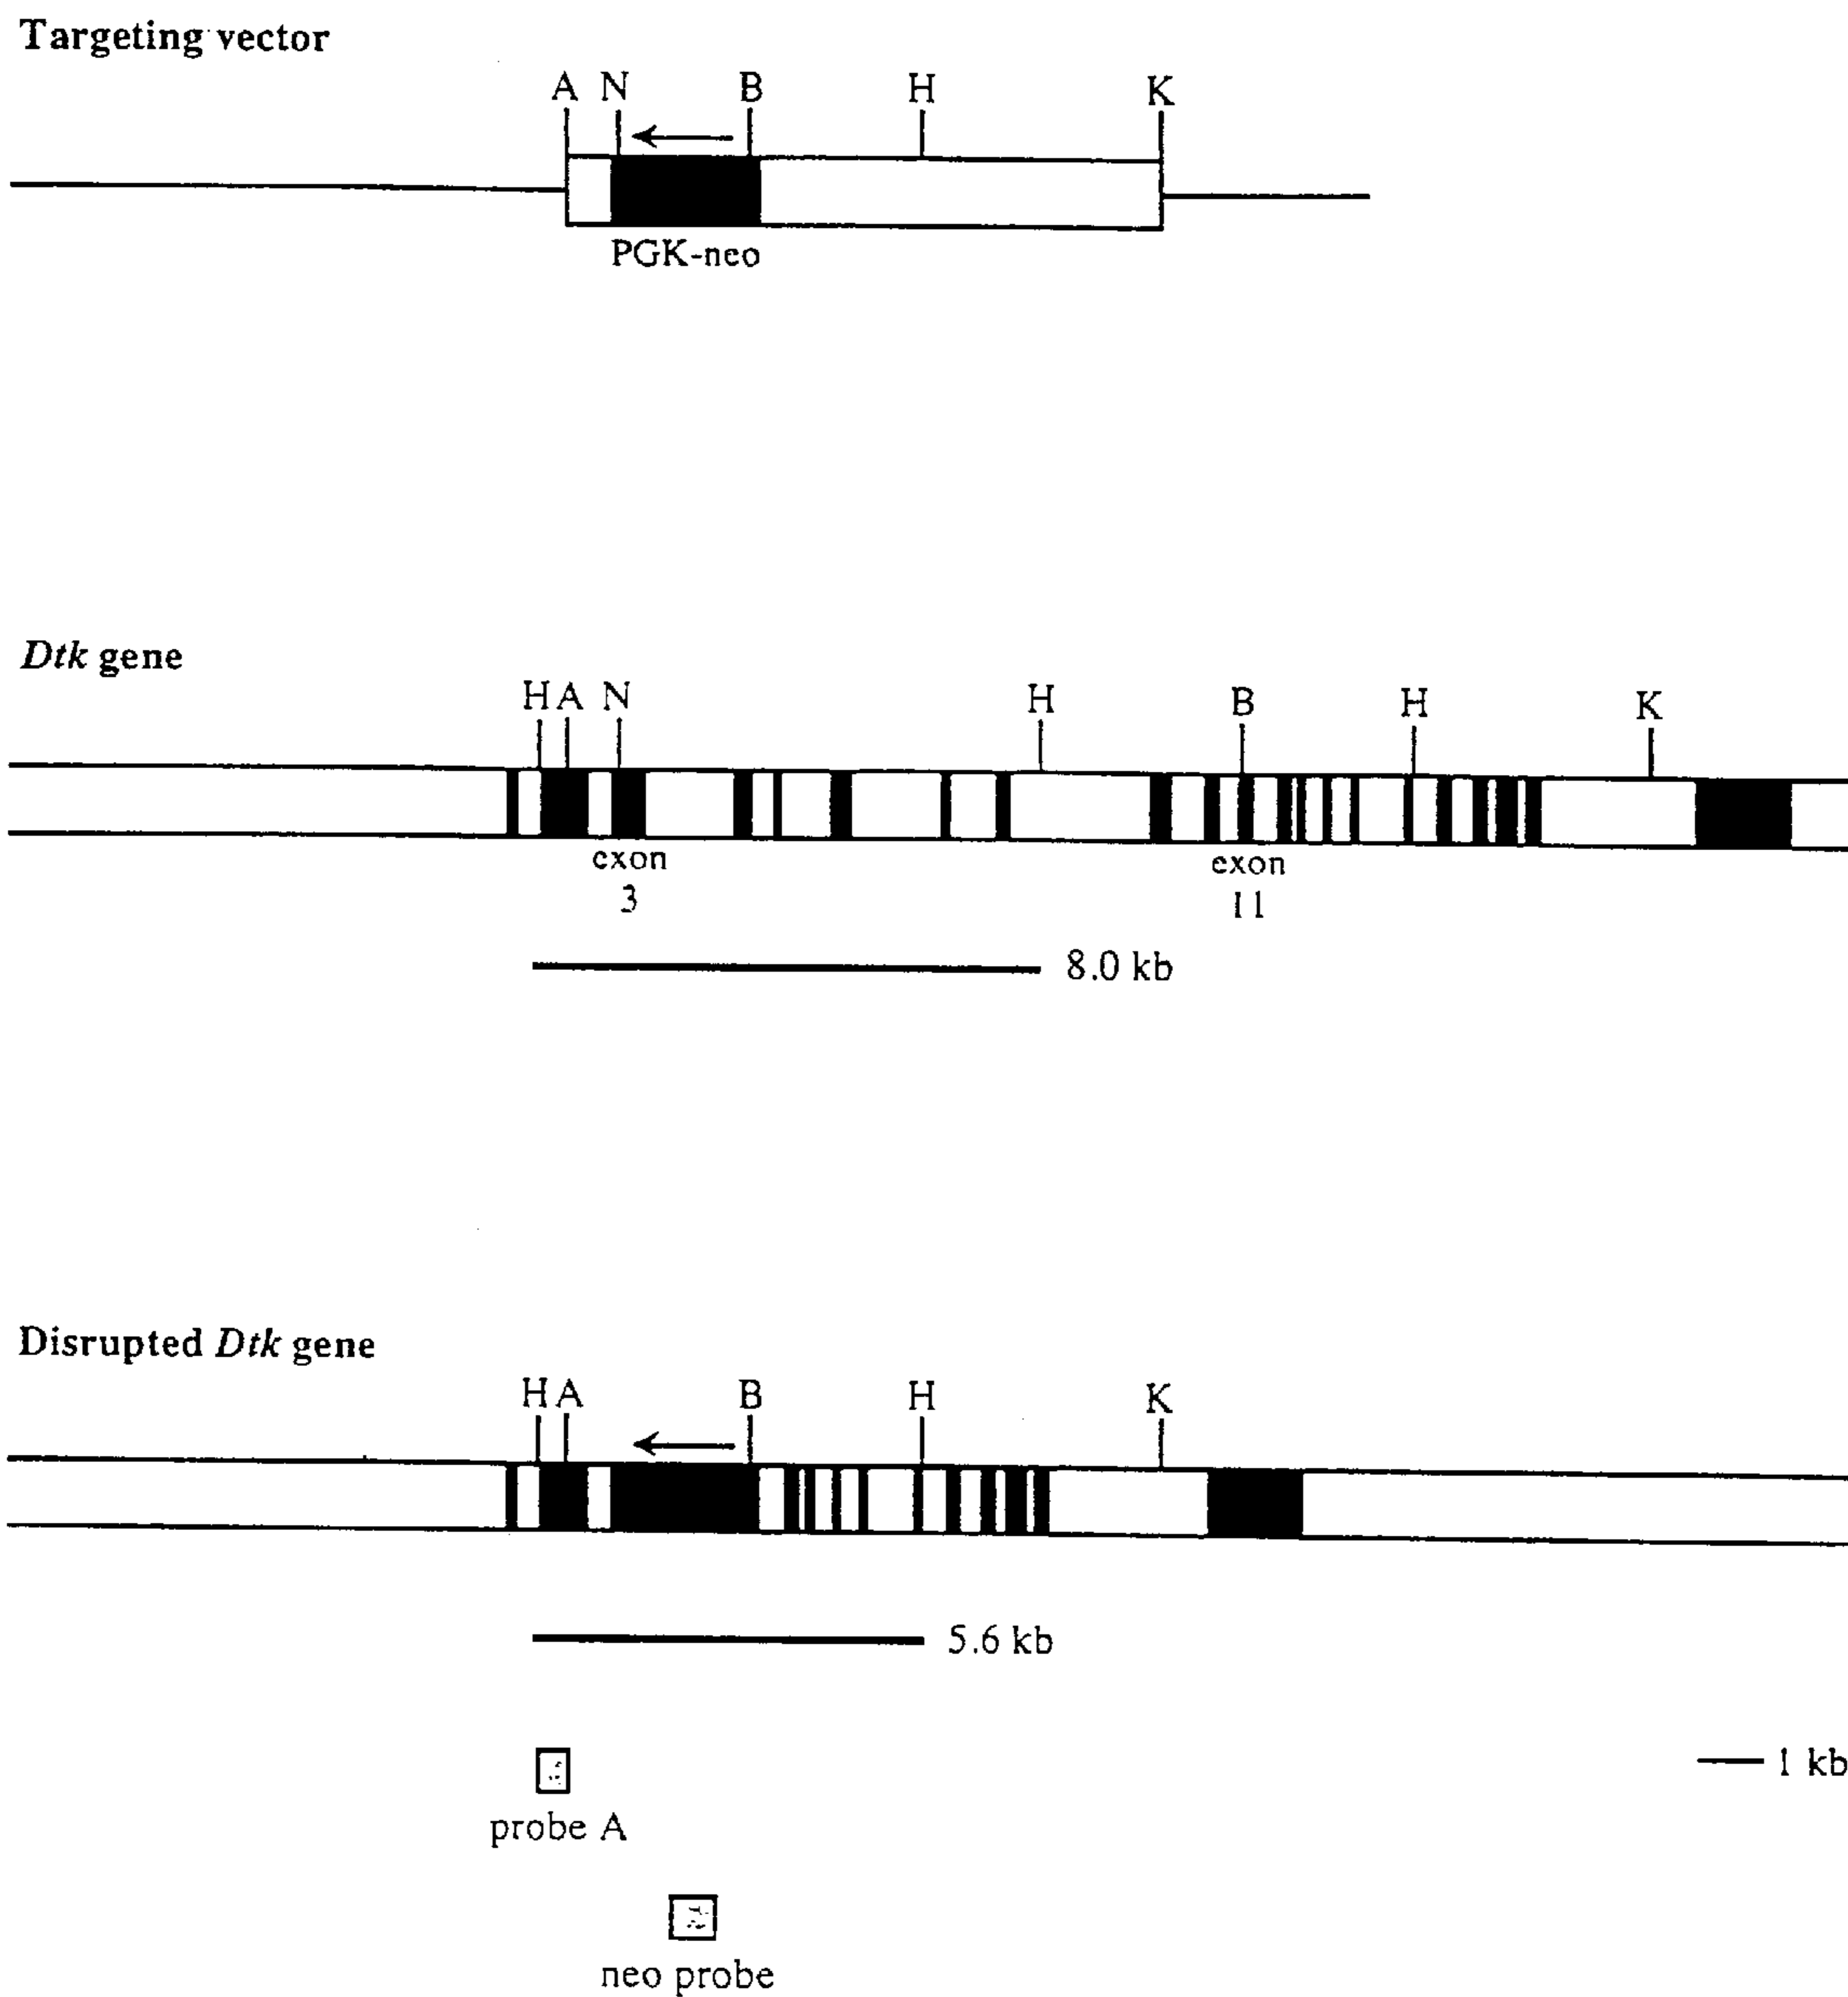 Targeting vector
A N B H K
PGK-neo
Dtk gene
H A N H B H K
exon exon
3 11
8.0 kb
Disrupted Dtk gene
H A B H K
5.6 kb
1 kb
probe A
neo probe